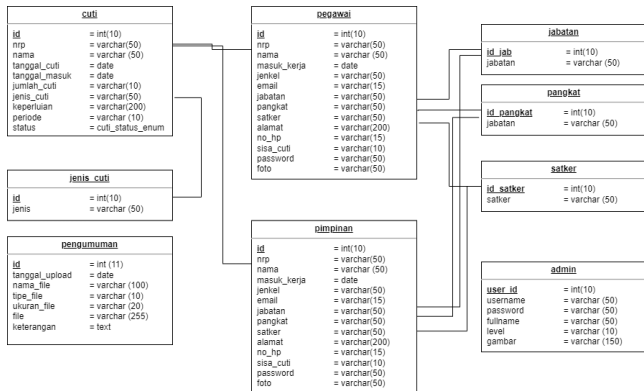 cuti
id = int(10)
nrp = varchar(50)
nama = varchar (50)
tanggal_cuti = date
tanggal_masuk = date
jumlah_cuti = varchar(10)
jenis_cuti = varchar(50)
keperluian = varchar(200)
periode = varchar (10)
status = cuti_status_enum
jenis_cuti
id = int(10)
jenis = varchar (50)
pengumuman
id = int (11)
tanggal_upload = date
nama_file = varchar (100)
tipe_file = varchar (10)
ukuran_file = varchar (20)
file = varchar (255)
keterangan = text
pegawai
id = int(10)
nrp = varchar(50)
nama = varchar (50)
masuk_kerja = date
jenkel = varchar(50)
email = varchar(15)
jabatan = varchar(50)
pangkat = varchar(50)
satker = varchar(50)
alamat = varchar(200)
no_hp = varchar(15)
sisa_cuti = varchar(10)
password = varchar(50)
foto = varchar(50)
pimpinan
id = int(10)
nrp = varchar(50)
nama = varchar (50)
masuk_kerja = date
jenkel = varchar(50)
email = varchar(15)
jabatan = varchar(50)
pangkat = varchar(50)
satker = varchar(50)
alamat = varchar(200)
no_hp = varchar(15)
sisa_cuti = varchar(10)
password = varchar(50)
foto = varchar(50)
jabatan
id_jab = int(10)
jabatan = varchar (50)
pangkat
id_pangkat = int(10)
jabatan = varchar (50)
satker
id_satker = int(10)
satker = varchar (50)
admin
user_id = int(10)
username = varchar (50)
password = varchar (50)
fullname = varchar (50)
level = varchar (10)
gambar = varchar (150)